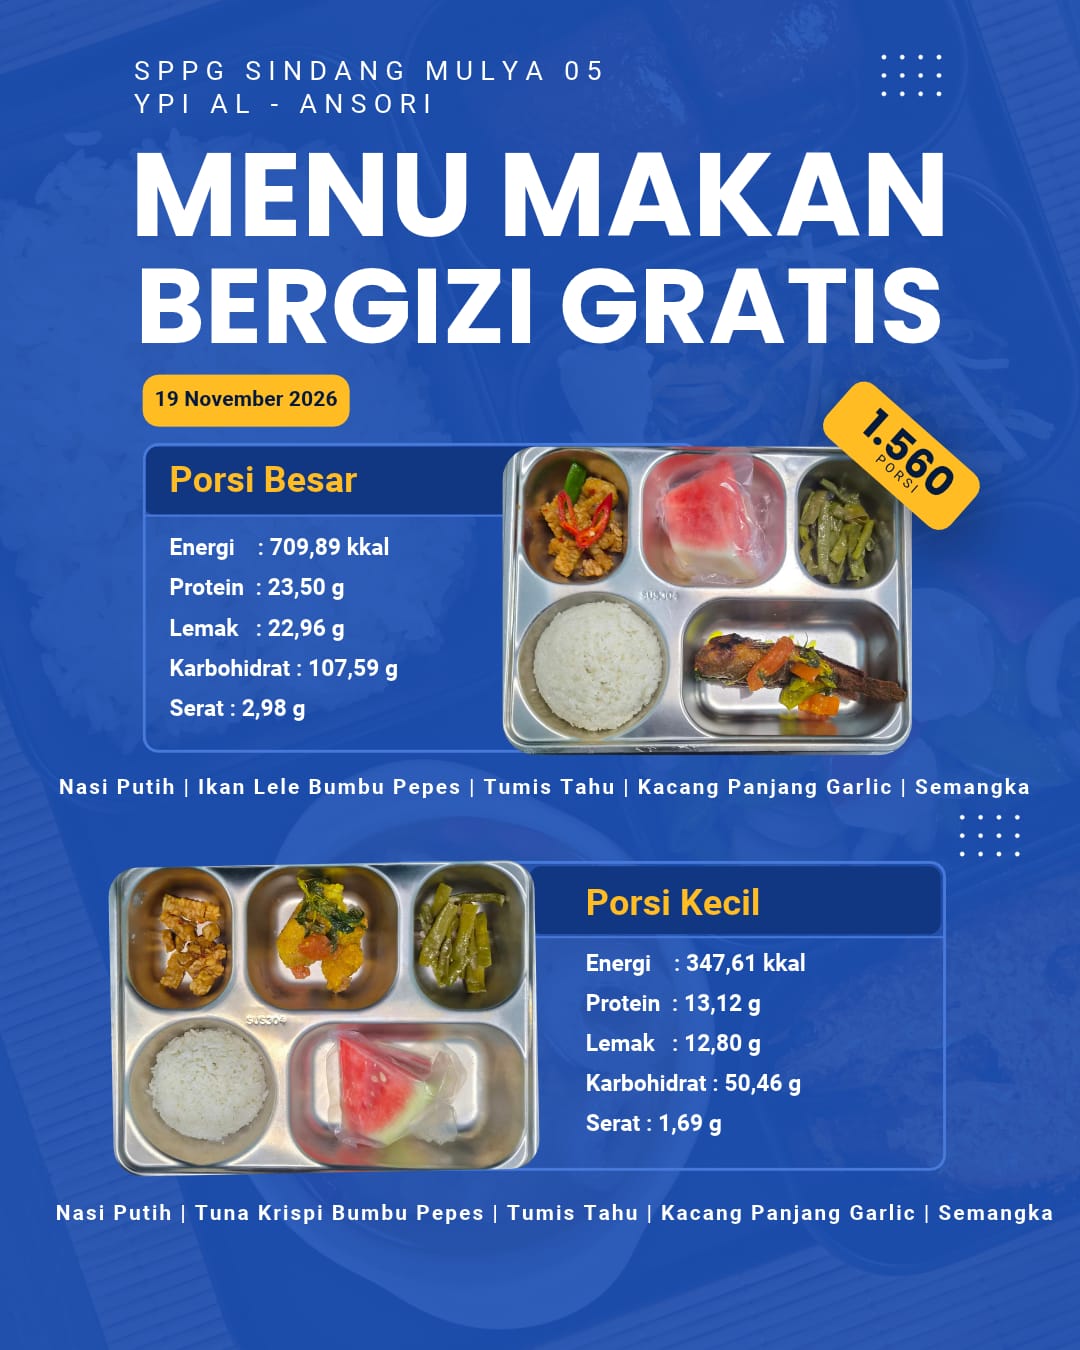 SPPG SINDANG MULYA 05
YPI AL - ANSORI
MENU MAKAN
BERGIZI GRATIS
19 November 2026
1.560
PORSI
Porsi Besar
Energi : 709,89 kkal
Protein : 23,50 g
Lemak : 22,96 g
Karbohidrat : 107,59 g
Serat : 2,98 g
SUS304
Nasi Putih | Ikan Lele Bumbu Pepes | Tumis Tahu | Kacang Panjang Garlic | Semangka
Porsi Kecil
Energi : 347,61 kkal
Protein : 13,12 g
Lemak : 12,80 g
Karbohidrat : 50,46 g
Serat : 1,69 g
SUS304
Nasi Putih | Tuna Krispi Bumbu Pepes | Tumis Tahu | Kacang Panjang Garlic | Semangka